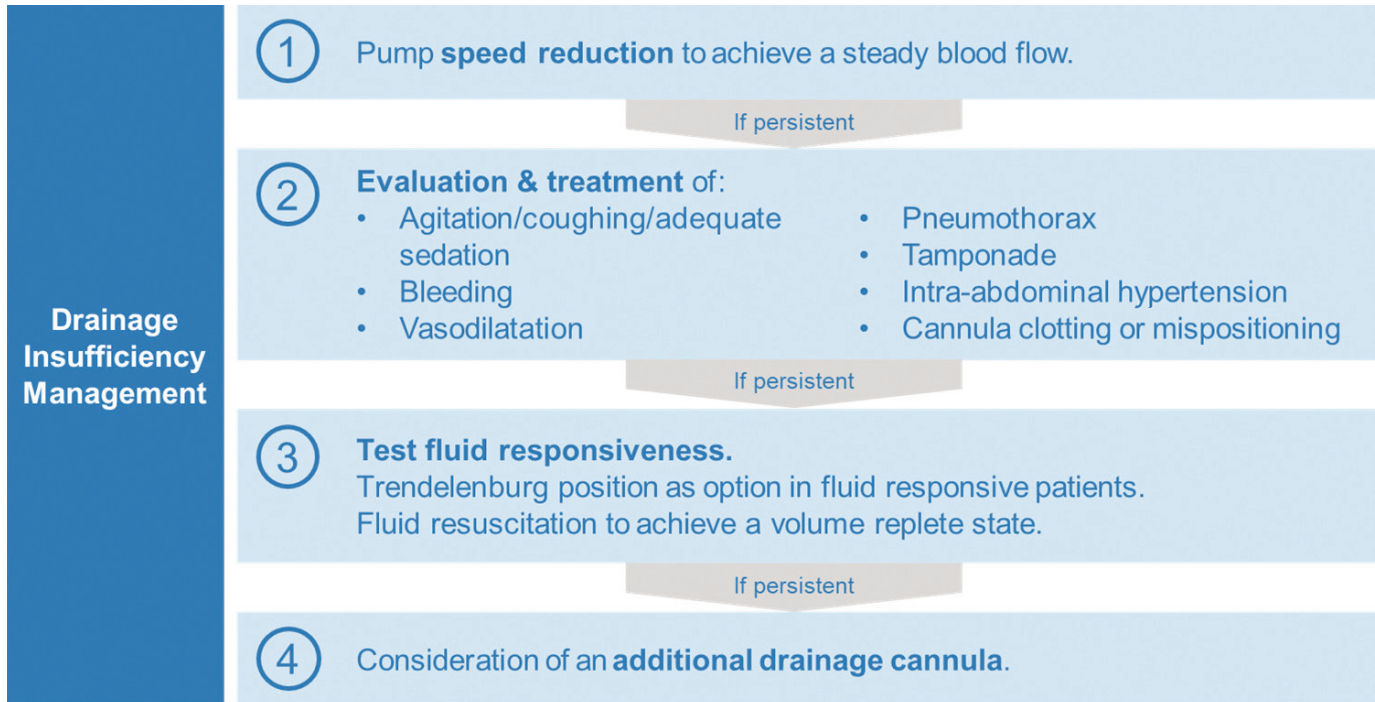 Drainage
Insufficiency
Management
1
Pump speed reduction to achieve a steady blood flow.
If persistent
2
Evaluation & treatment of:
• Agitation/coughing/adequate
sedation
• Bleeding
• Vasodilatation
• Pneumothorax
• Tamponade
• Intra-abdominal hypertension
• Cannula clotting or mispositioning
If persistent
3
Test fluid responsiveness.
Trendelenburg position as option in fluid responsive patients.
Fluid resuscitation to achieve a volume replete state.
If persistent
4
Consideration of an additional drainage cannula.